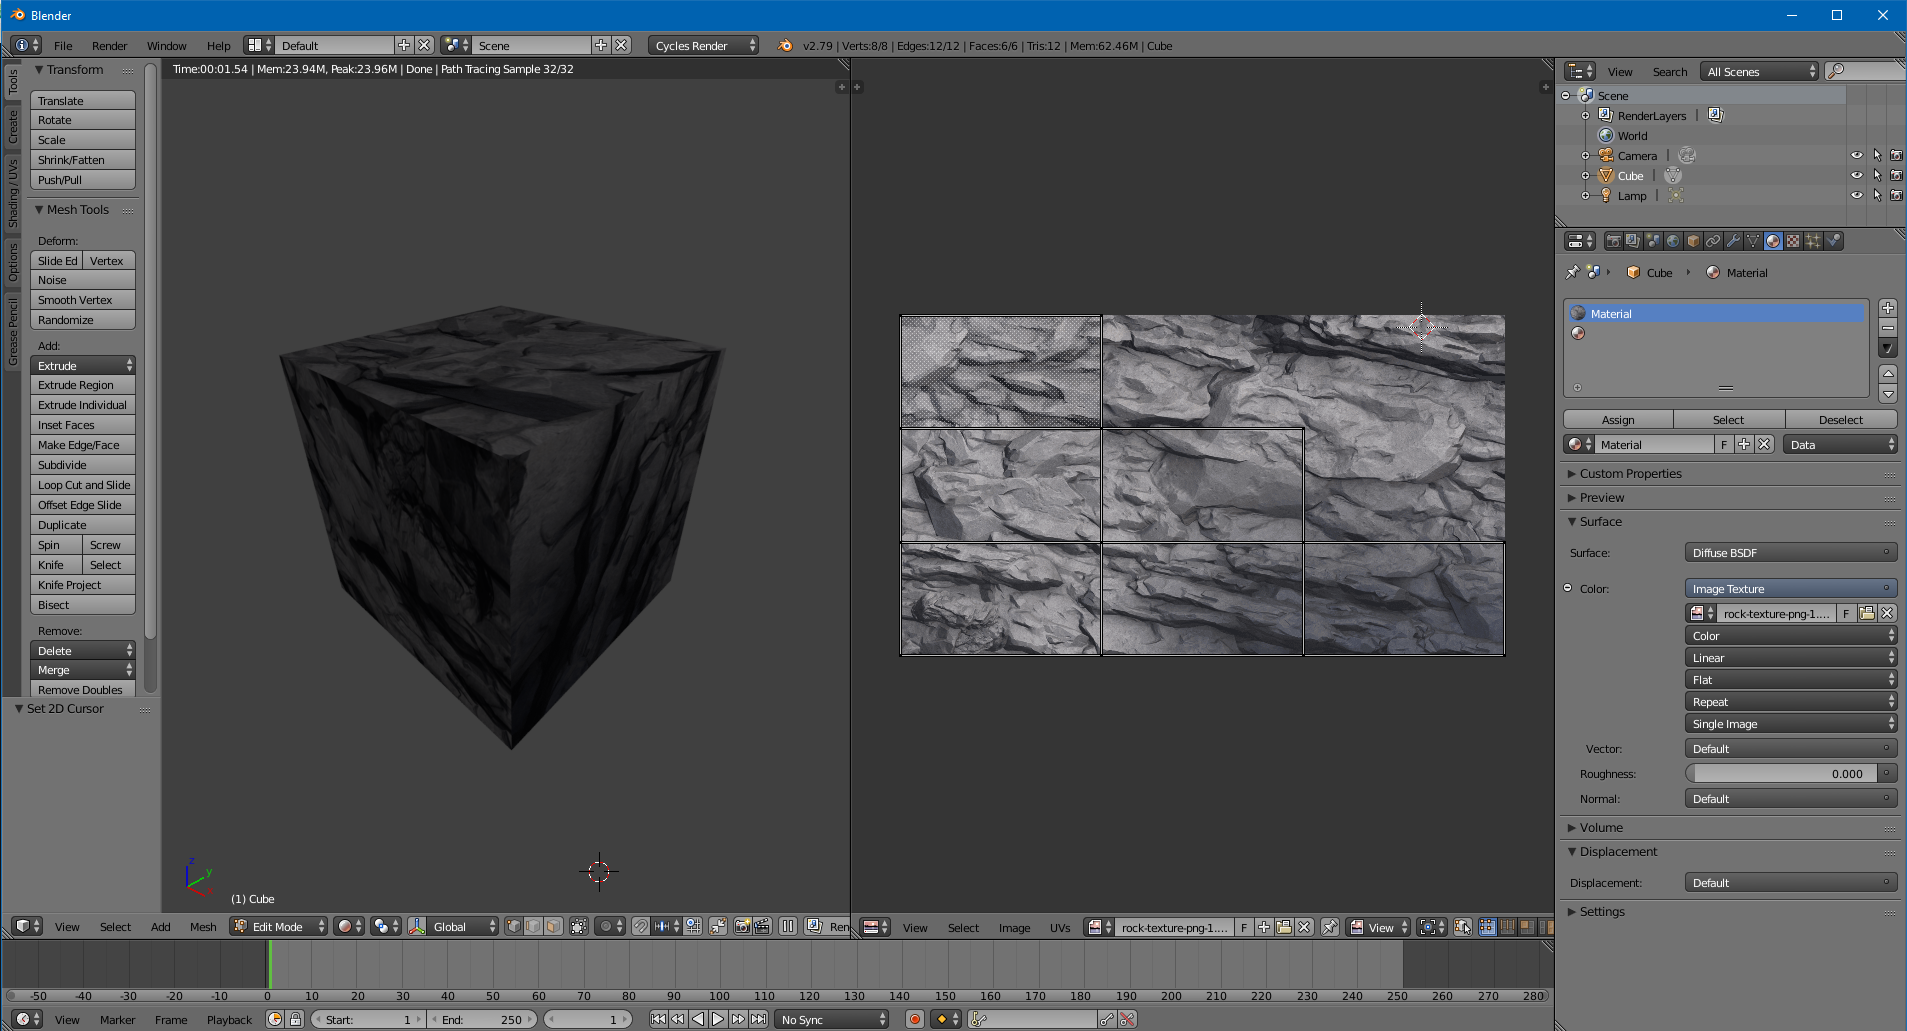 Blender
File Render Window Help Default Scene Cycles Render v2.79 | Verts:8/8 | Edges:12/12 | Faces:6/6 | Tris:12 | Mem:62.46M | Cube
Tools
Create
Shading / UVs
Options
Grease Pencil
Transform
Translate
Rotate
Scale
Shrink/Fatten
Push/Pull
Mesh Tools
Deform:
Slide Ed Vertex
Noise
Smooth Vertex
Randomize
Add:
Extrude
Extrude Region
Extrude Individual
Inset Faces
Make Edge/Face
Subdivide
Loop Cut and Slide
Offset Edge Slide
Duplicate
Spin Screw
Knife Select
Knife Project
Bisect
Remove:
Delete
Merge
Remove Doubles
Set 2D Cursor
Time:00:01.54 | Mem:23.94M, Peak:23.96M | Done | Path Tracing Sample 32/32
z
y
(1) Cube
View Select Add Mesh Edit Mode Global Ren
View Select Image UVs rock-texture-png-1.... F View
View Search All Scenes
Scene
RenderLayers |
World
Camera |
Cube |
Lamp |
Cube Material
Material
Assign Select Deselect
Material F Data
Custom Properties
Preview
Surface
Surface: Diffuse BSDF
Color: Image Texture
rock-texture-png-1.... F
Color
Linear
Flat
Repeat
Single Image
Vector: Default
Roughness: 0.000
Normal: Default
Volume
Displacement
Displacement: Default
Settings
-50 -40 -30 -20 -10 0 10 20 30 40 50 60 70 80 90 100 110 120 130 140 150 160 170 180 190 200 210 220 230 240 250 260 270 280
View Marker Frame Playback Start: 1 End: 250 1 No Sync